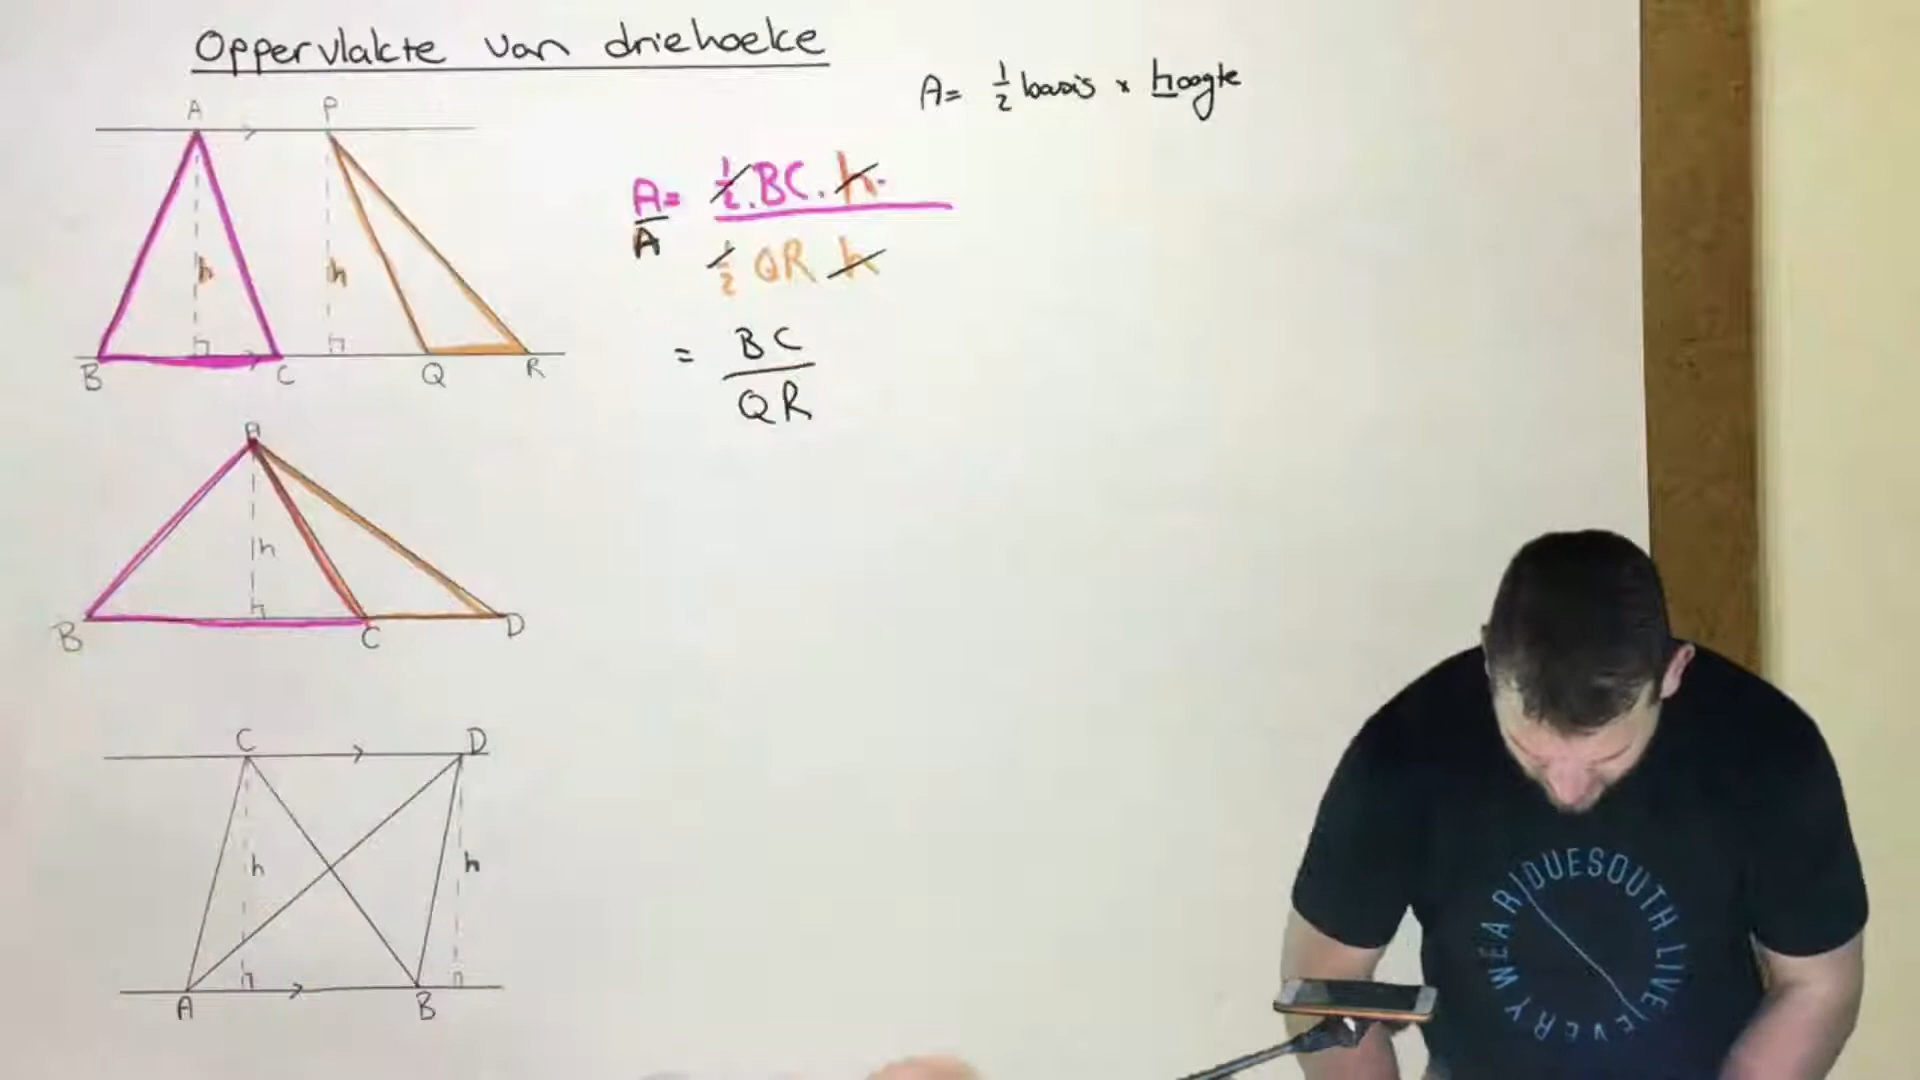 Oppervlakte van driehoeke
A = 1/2 basis × hoogte
A P
h h
B C Q R
A/A = 1/2 . BC . h . / 1/2 QR h
= BC/QR
A
h
B C D
C D
h h
A B
WEAR|DUESOUTH LIVE|EVERY